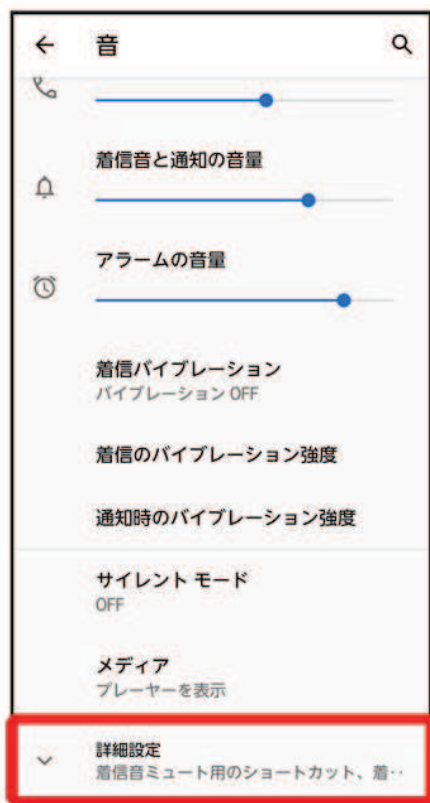 音
着信音と通知の音量
アラームの音量
着信バイブレーション
バイブレーション OFF
着信のバイブレーション強度
通知時のバイブレーション強度
サイレント モード
OFF
メディア
プレーヤーを表示
詳細設定
着信音ミュート用のショートカット、着‥